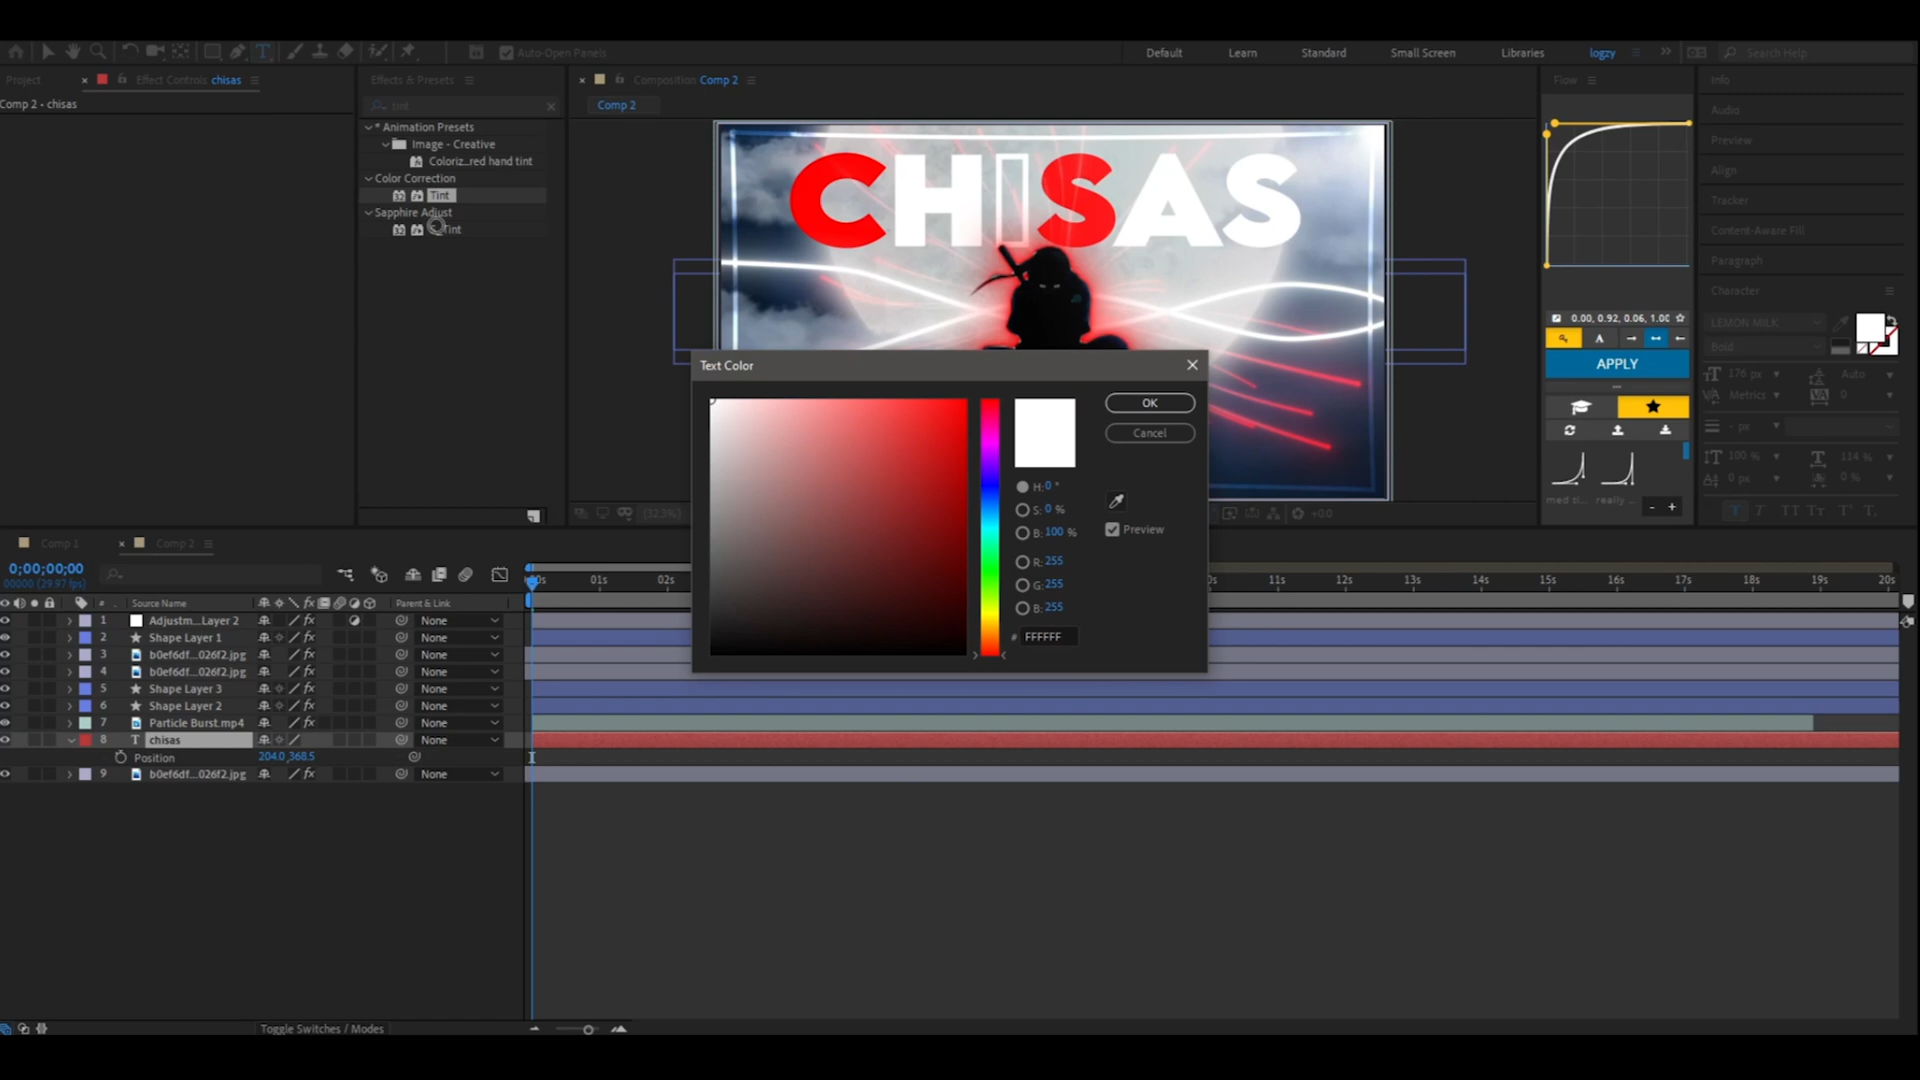 Auto-Open Panels
Default
Learn
Standard
Small Screen
Libraries
logzy
Search Help
Project
Effect Controls chisas
Effects & Presets
Composition Comp 2
Flow
Info
Comp 2 • chisas
tint
Comp 2
Audio
* Animation Presets
Image - Creative
Coloriz...red hand tint
Color Correction
Tint
Sapphire Adjust
Tint
CHISAS
Preview
Align
Tracker
Content-Aware Fill
Paragraph
Character
0.00, 0.92, 0.06, 1.00
LEMON MILK
Bold
APPLY
176 px
Auto
Metrics
0
- px
100 %
114 %
0 px
0 %
med ti...
really ...
- +
T T TT Tr
(32.3%)
+0.0
Text Color
OK
Cancel
H: 0 °
S: 0 %
B: 100 %
Preview
R: 255
G: 255
B: 255
# FFFFFF
Comp 1
Comp 2
0;00;00;00
00000 (29.97 fps)
01s
02s
11s
12s
13s
14s
15s
16s
17s
18s
19s
20s
# Source Name
Parent & Link
1 Adjustm...Layer 2 None
2 Shape Layer 1 None
3 b0ef6df...026f2.jpg None
4 b0ef6df...026f2.jpg None
5 Shape Layer 3 None
6 Shape Layer 2 None
7 Particle Burst.mp4 None
8 T chisas None
Position 204.0,368.5
9 b0ef6df...026f2.jpg None
Toggle Switches / Modes